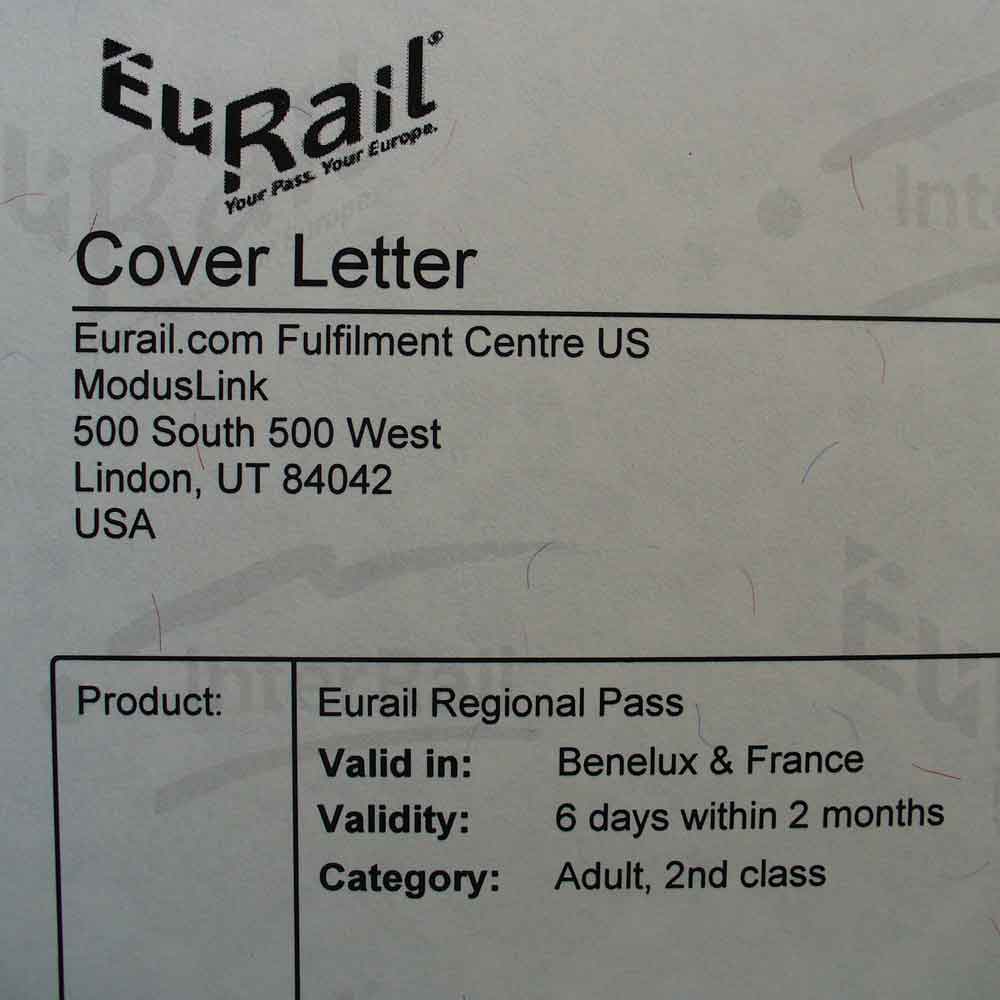 EuRail®
Your Pass. Your Europe.
Cover Letter
Eurail.com Fulfilment Centre US
ModusLink
500 South 500 West
Lindon, UT 84042
USA
InterRail
Product:
Eurail Regional Pass
Valid in: Benelux & France
Validity: 6 days within 2 months
Category: Adult, 2nd class